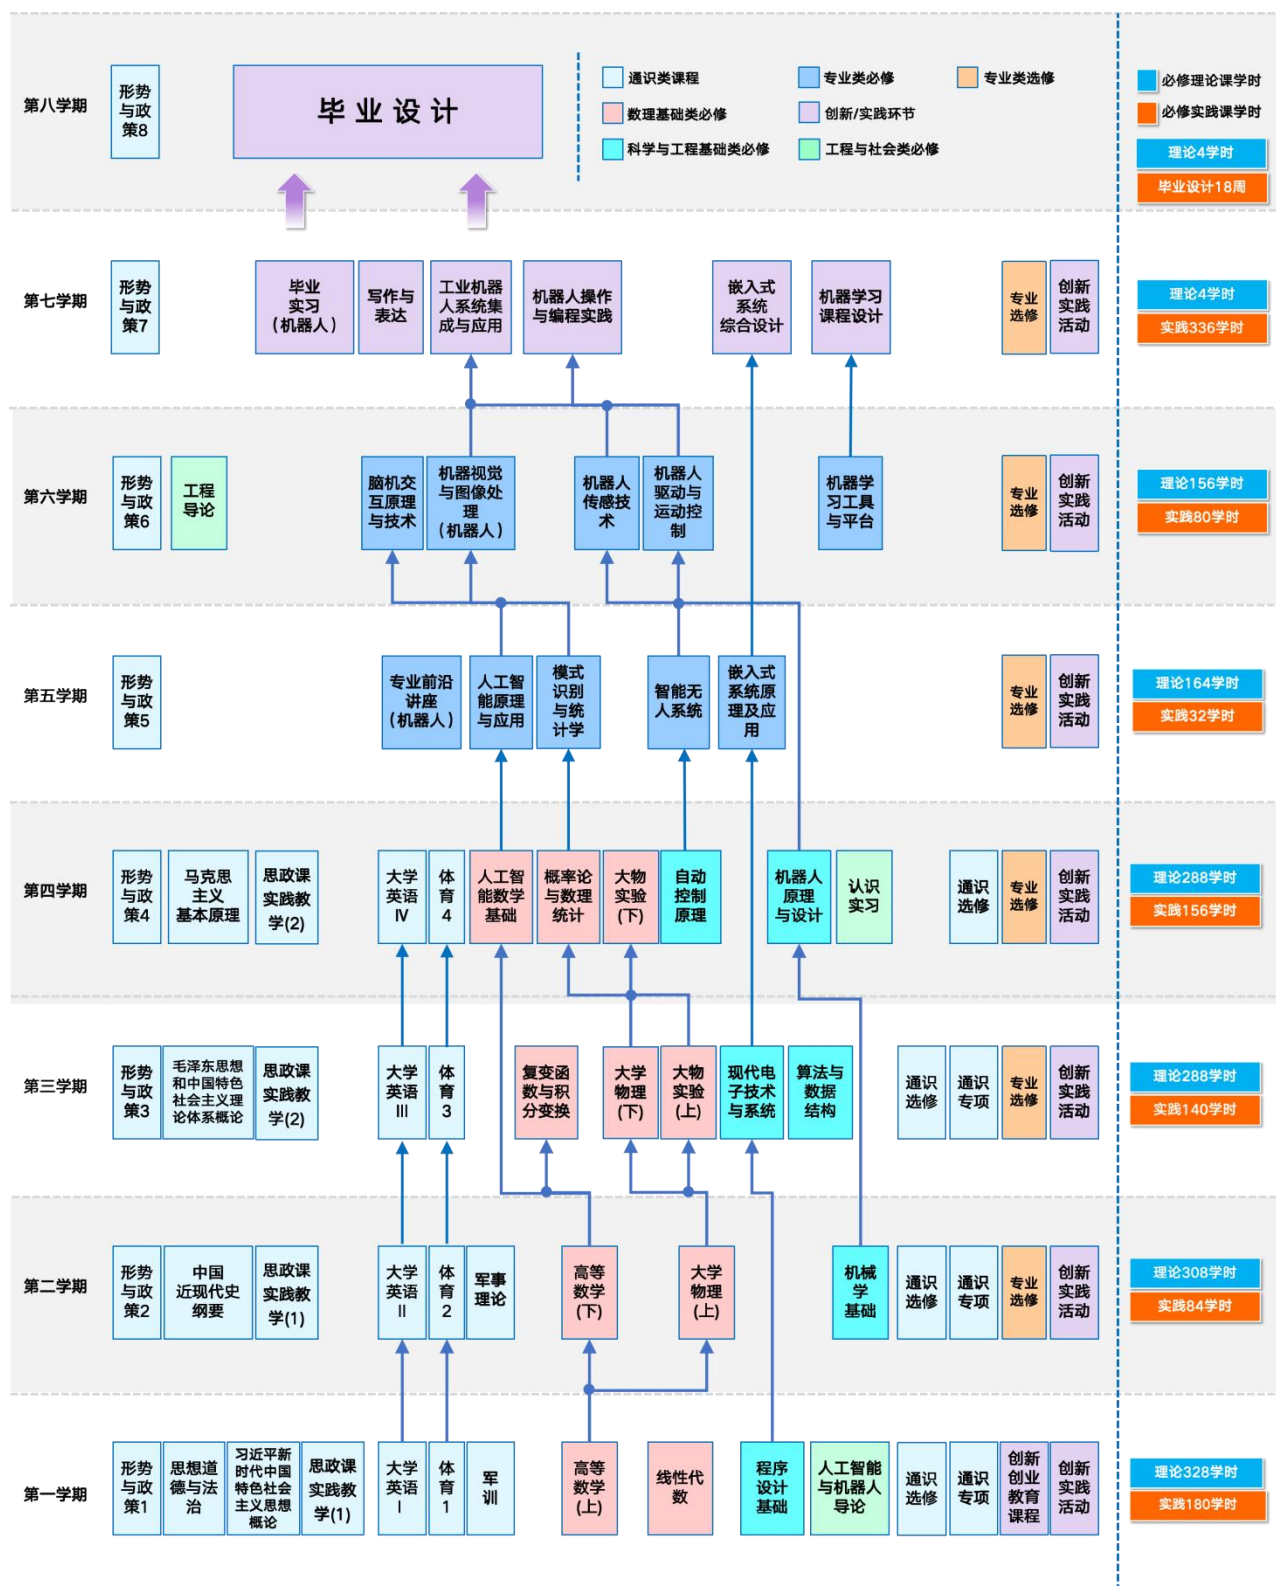 第八学期
形势
与政
策8
毕业设计
通识类课程
专业类必修
专业类选修
数理基础类必修
创新/实践环节
科学与工程基础类必修
工程与社会类必修
必修理论课学时
必修实践课学时
理论4学时
毕业设计18周
第七学期
形势
与政
策7
毕业
实习
(机器人)
写作与
表达
工业机器
人系统集
成与应用
机器人操作
与编程实践
嵌入式
系统
综合设计
机器学习
课程设计
专业
选修
创新
实践
活动
理论4学时
实践336学时
第六学期
形势
与政
策6
工程
导论
脑机交
互原理
与技术
机器视觉
与图像处
理
(机器人)
机器人
传感技
术
机器人
驱动与
运动控
制
机器学
习工具
与平台
专业
选修
创新
实践
活动
理论156学时
实践80学时
第五学期
形势
与政
策5
专业前沿
讲座
(机器人)
人工智
能原理
与应用
模式
识别
与统
计学
智能无
人系统
嵌入式
系统原
理及应
用
专业
选修
创新
实践
活动
理论164学时
实践32学时
第四学期
形势
与政
策4
马克思
主义
基本原理
思政课
实践教
学(2)
大学
英语
IV
体
育
4
人工智
能数学
基础
概率论
与数理
统计
大物
实验
(下)
自动
控制
原理
机器人
原理
与设计
认识
实习
通识
选修
专业
选修
创新
实践
活动
理论288学时
实践156学时
第三学期
形势
与政
策3
毛泽东思想
和中国特色
社会主义理
论体系概论
思政课
实践教
学(2)
大学
英语
III
体
育
3
复变函
数与积
分变换
大学
物理
(下)
大物
实验
(上)
现代电
子技术
与系统
算法与
数据
结构
通识
选修
通识
专项
专业
选修
创新
实践
活动
理论288学时
实践140学时
第二学期
形势
与政
策2
中国
近现代史
纲要
思政课
实践教
学(1)
大学
英语
II
体
育
2
军事
理论
高等
数学
(下)
大学
物理
(上)
机械
学
基础
通识
选修
通识
专项
专业
选修
创新
实践
活动
理论308学时
实践84学时
第一学期
形势
与政
策1
思想道
德与法
治
习近平新
时代中国
特色社会
主义思想
概论
思政课
实践教
学(1)
大学
英语
I
体
育
1
军
训
高等
数学
(上)
线性代
数
程序
设计
基础
人工智能
与机器人
导论
通识
选修
通识
专项
创新
创业
教育
课程
创新
实践
活动
理论328学时
实践180学时